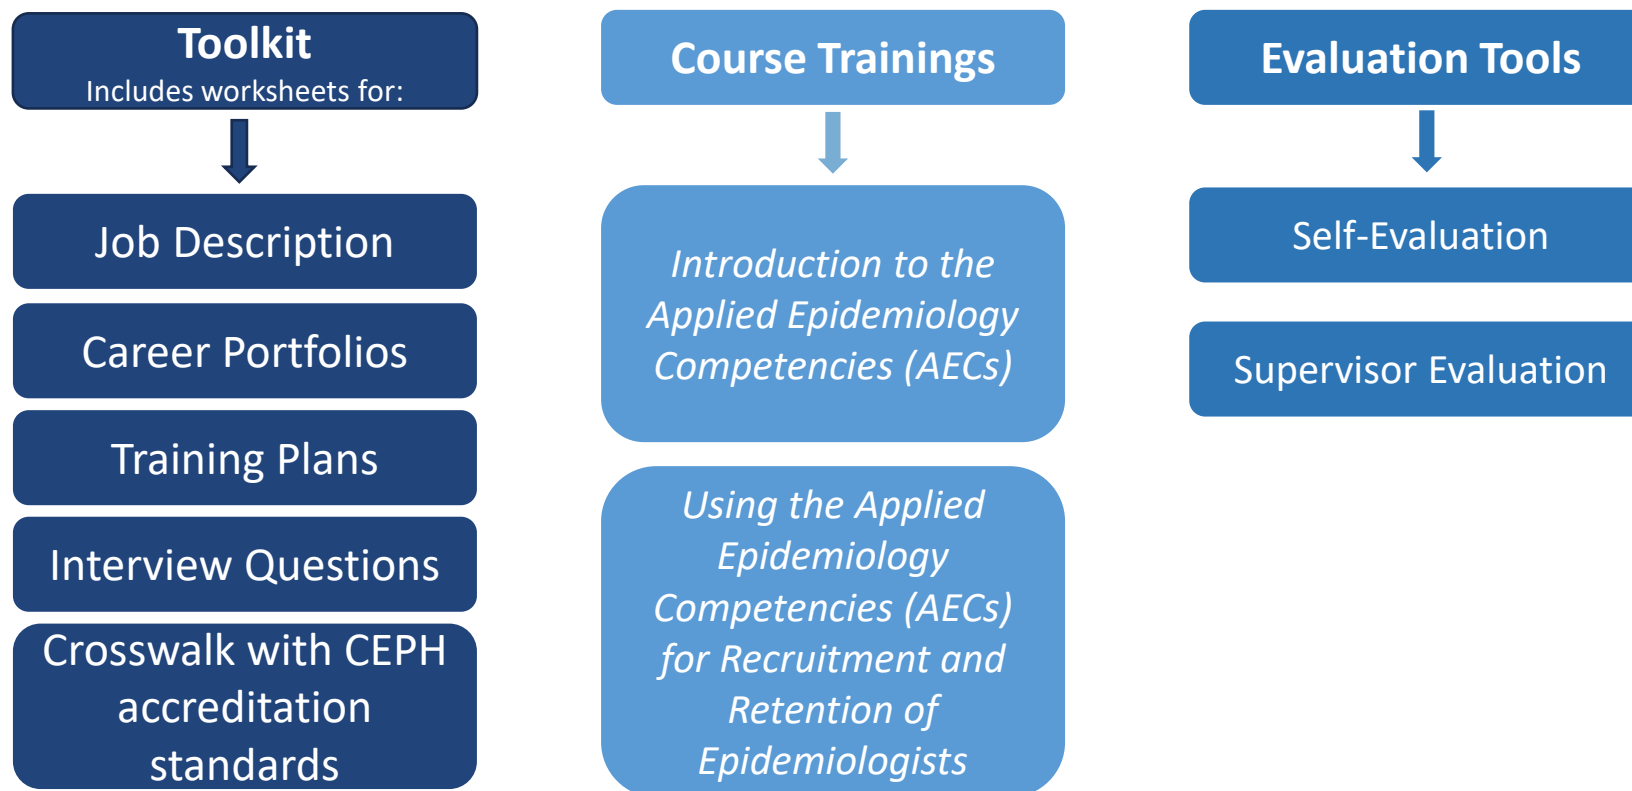 Toolkit
Includes worksheets for:
Job Description
Career Portfolios
Training Plans
Interview Questions
Crosswalk with CEPH
accreditation
standards
Course Trainings
Introduction to the
Applied Epidemiology
Competencies (AECs)
Using the Applied
Epidemiology
Competencies (AECs)
for Recruitment and
Retention of
Epidemiologists
Evaluation Tools
Self-Evaluation
Supervisor Evaluation